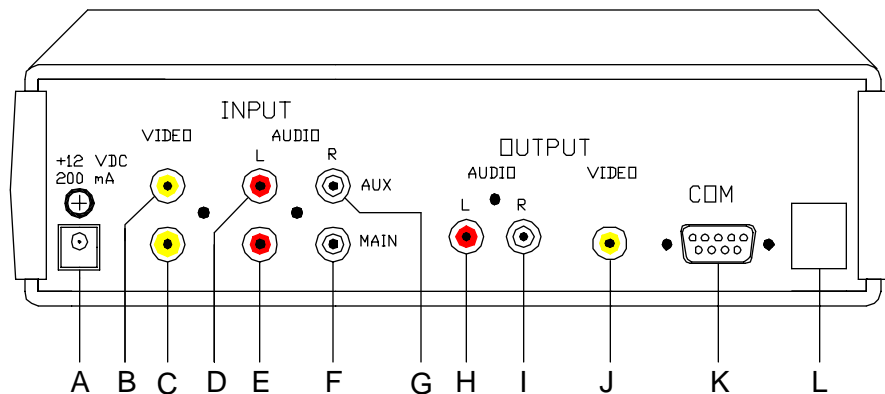 INPUT
VIDEO AUDIO
L R
+12 VDC
200 mA
AUX
MAIN
OUTPUT
AUDIO VIDEO
L R
COM
A B C D E F G H I J K L